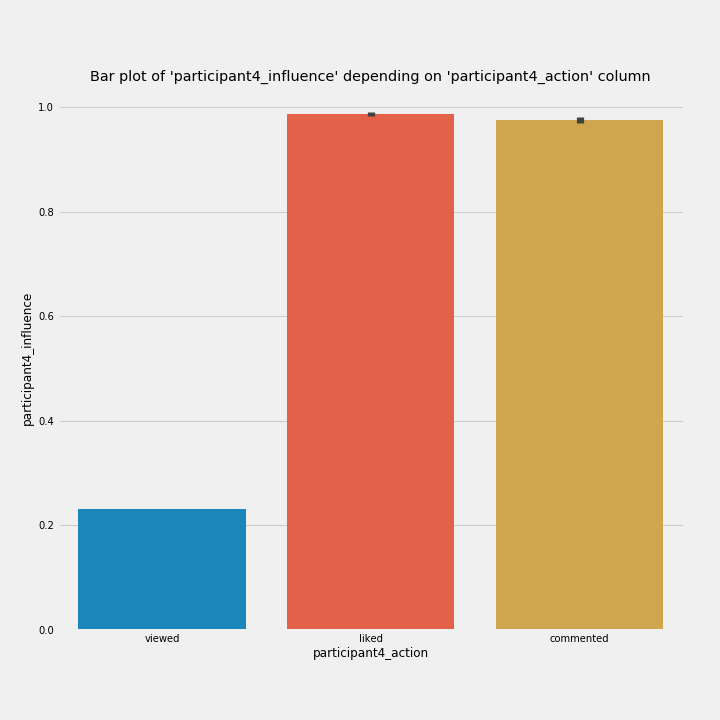 Bar plot of 'participant4_influence' depending on 'participant4_action' column
1.0
0.8
0.6
0.4
0.2
0.0
participant4_influence
viewed liked commented
participant4_action